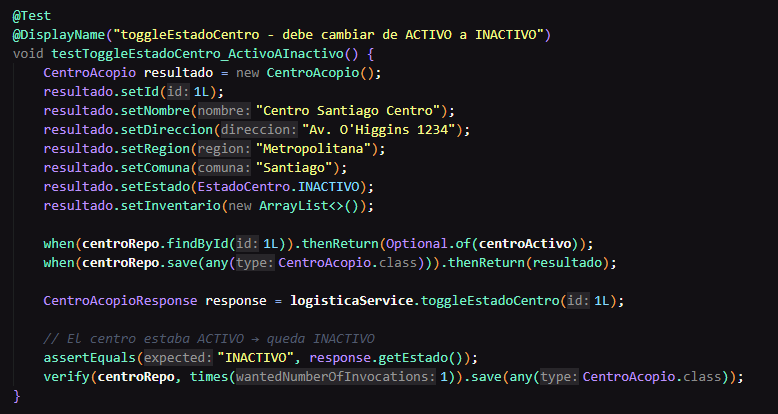 @Test
@DisplayName("toggleEstadoCentro - debe cambiar de ACTIVO a INACTIVO")
void testToggleEstadoCentro_ActivoAInactivo() {
    CentroAcopio resultado = new CentroAcopio();
    resultado.setId(id: 1L);
    resultado.setNombre(nombre: "Centro Santiago Centro");
    resultado.setDireccion(direccion: "Av. O'Higgins 1234");
    resultado.setRegion(region: "Metropolitana");
    resultado.setComuna(comuna: "Santiago");
    resultado.setEstado(EstadoCentro.INACTIVO);
    resultado.setInventario(new ArrayList<>());

    when(centroRepo.findById(id: 1L)).thenReturn(Optional.of(centroActivo));
    when(centroRepo.save(any(type: CentroAcopio.class))).thenReturn(resultado);

    CentroAcopioResponse response = logisticaService.toggleEstadoCentro(id: 1L);

    // El centro estaba ACTIVO → queda INACTIVO
    assertEquals(expected: "INACTIVO", response.getEstado());
    verify(centroRepo, times(wantedNumberOfInvocations: 1)).save(any(type: CentroAcopio.class));
}